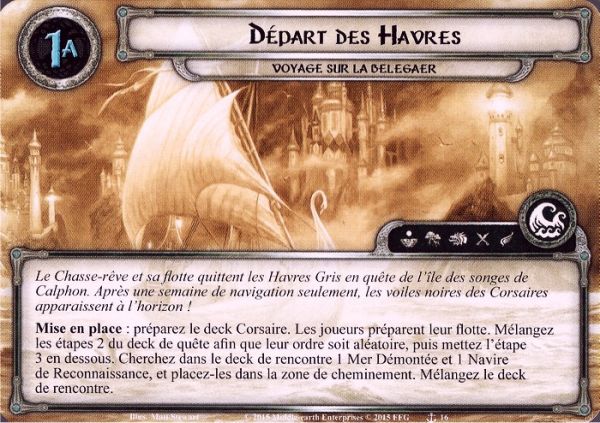 1A
DÉPART DES HAVRES
VOYAGE SUR LA BELEGAER
Le Chasse-rêve et sa flotte quittent les Havres Gris en quête de l'île des songes de
Calphon. Après une semaine de navigation seulement, les voiles noires des Corsaires
apparaissent à l'horizon !
Mise en place : préparez le deck Corsaire. Les joueurs préparent leur flotte. Mélangez
les étapes 2 du deck de quête afin que leur ordre soit aléatoire, puis mettez l'étape
3 en dessous. Cherchez dans le deck de rencontre 1 Mer Démontée et 1 Navire
de Reconnaissance, et placez-les dans la zone de cheminement. Mélangez le deck
de rencontre.
Illus. Matt Stewart © 2015 Middle-earth Enterprises © 2015 FFG 16